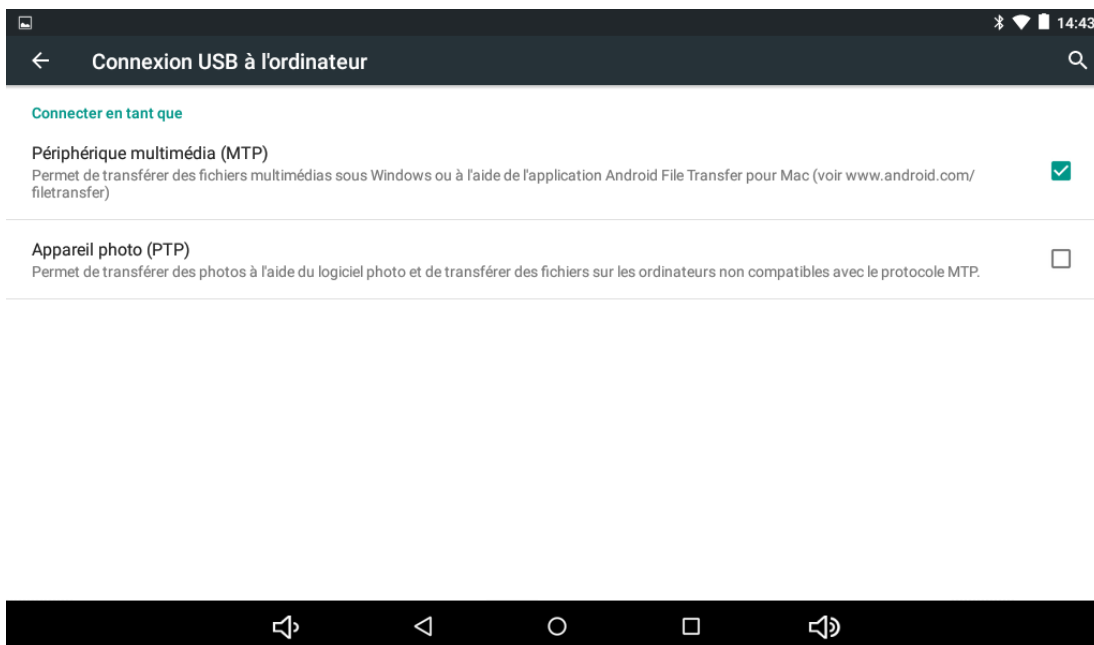 14:43
Connexion USB à l'ordinateur
Connecter en tant que
Périphérique multimédia (MTP)
Permet de transférer des fichiers multimédias sous Windows ou à l'aide de l'application Android File Transfer pour Mac (voir www.android.com/
filetransfer)
Appareil photo (PTP)
Permet de transférer des photos à l'aide du logiciel photo et de transférer des fichiers sur les ordinateurs non compatibles avec le protocole MTP.